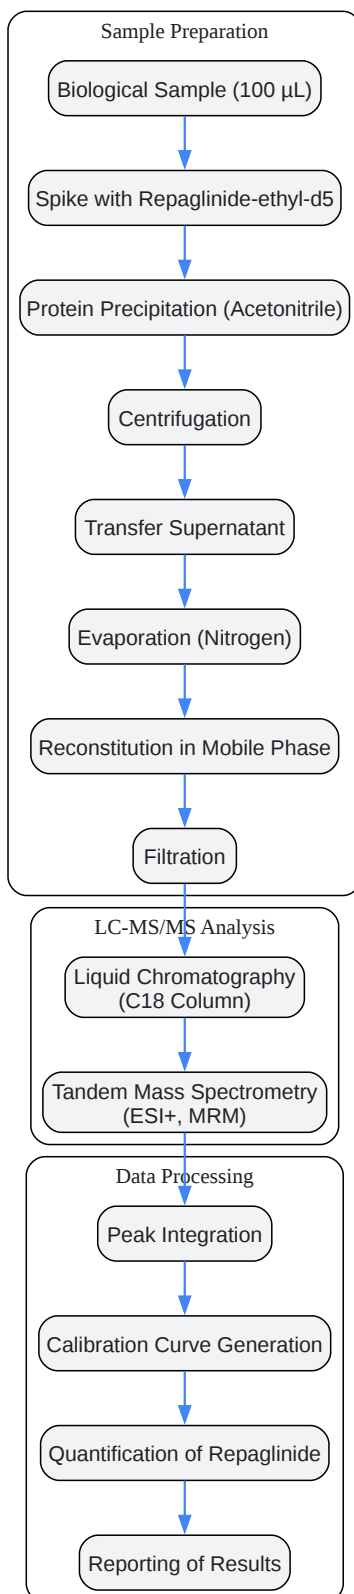 Sample Preparation
Biological Sample (100 µL)
Spike with Repaglinide-ethyl-d5
Protein Precipitation (Acetonitrile)
Centrifugation
Transfer Supernatant
Evaporation (Nitrogen)
Reconstitution in Mobile Phase
Filtration
LC-MS/MS Analysis
Liquid Chromatography
(C18 Column)
Tandem Mass Spectrometry
(ESI+, MRM)
Data Processing
Peak Integration
Calibration Curve Generation
Quantification of Repaglinide
Reporting of Results